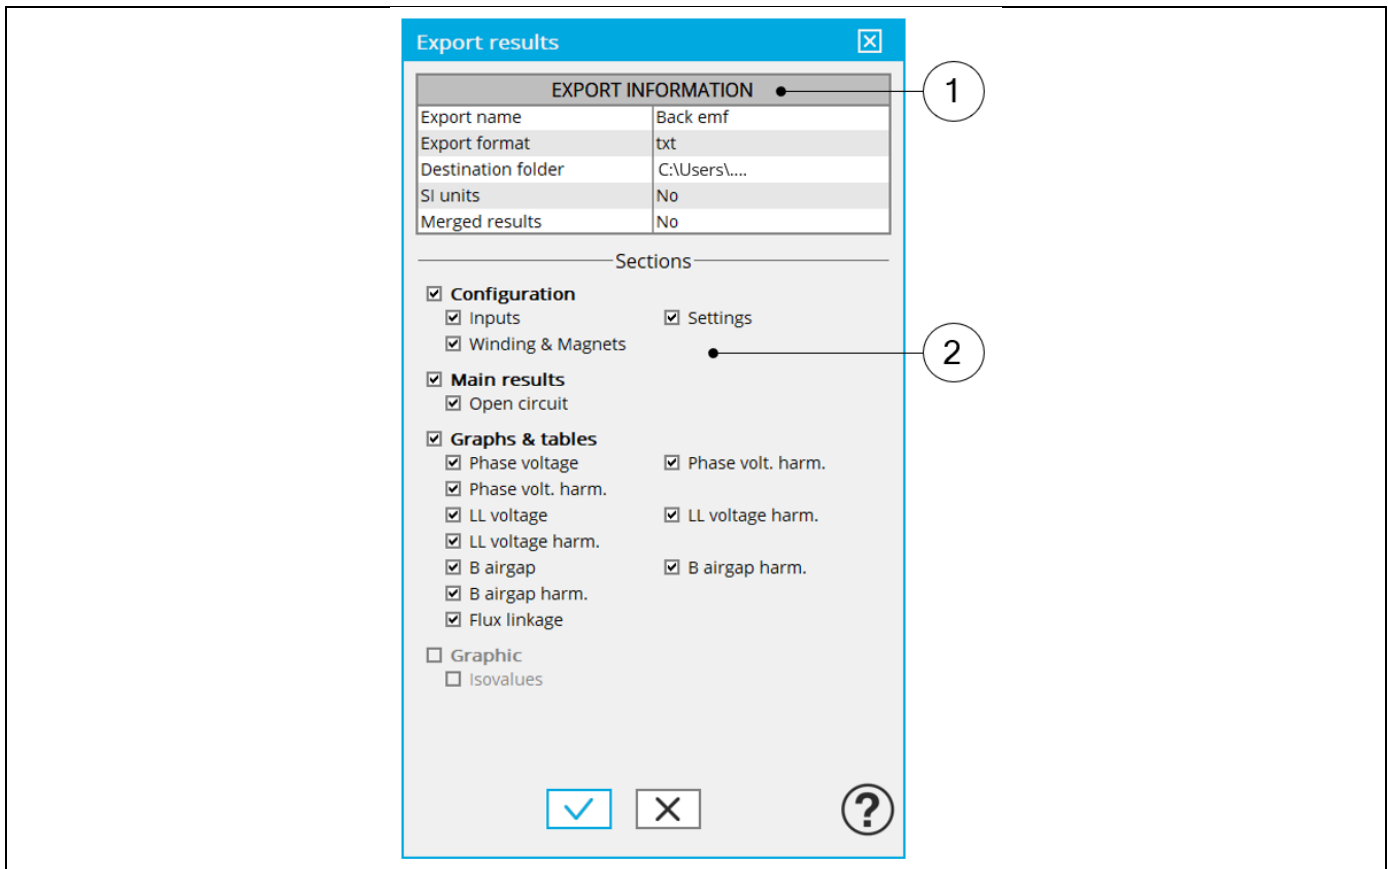 Export results
EXPORT INFORMATION
1
Export name Back emf
Export format txt
Destination folder C:\Users\....
SI units No
Merged results No
Sections
Configuration
Inputs Settings
Winding & Magnets
2
Main results
Open circuit
Graphs & tables
Phase voltage Phase volt. harm.
Phase volt. harm.
LL voltage LL voltage harm.
LL voltage harm.
B airgap B airgap harm.
B airgap harm.
Flux linkage
Graphic
Isovalues
?